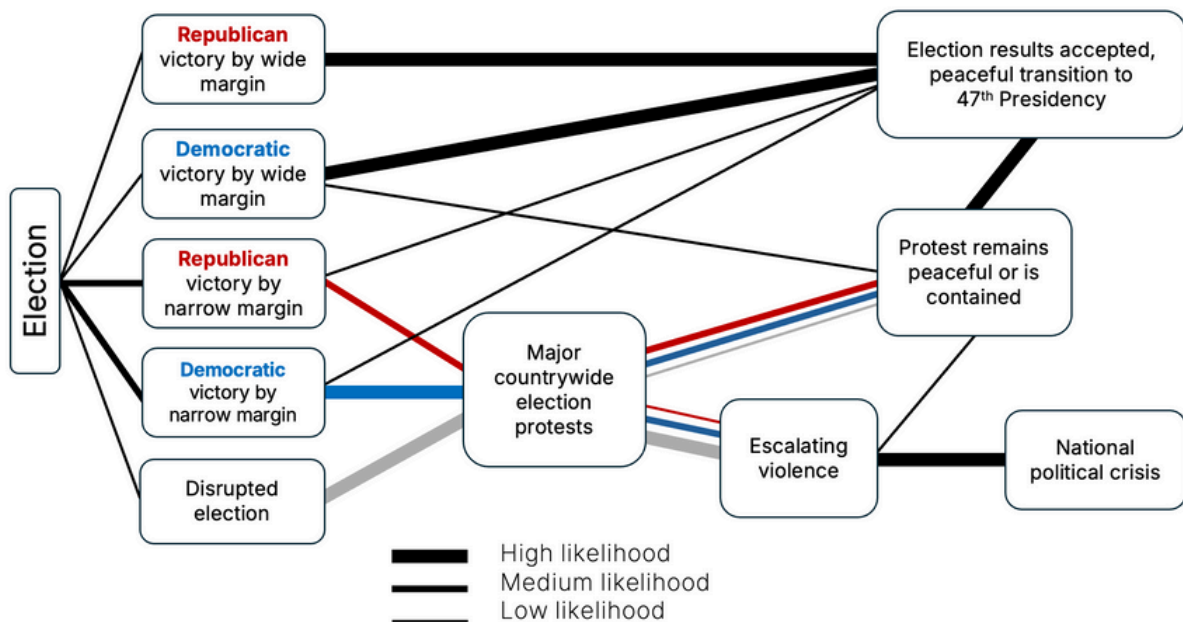 Election
Republican
victory by wide
margin
Democratic
victory by wide
margin
Republican
victory by
narrow margin
Democratic
victory by
narrow margin
Disrupted
election
Major
countrywide
election
protests
Election results accepted,
peaceful transition to
47th Presidency
Protest remains
peaceful or is
contained
Escalating
violence
National
political crisis
High likelihood
Medium likelihood
Low likelihood